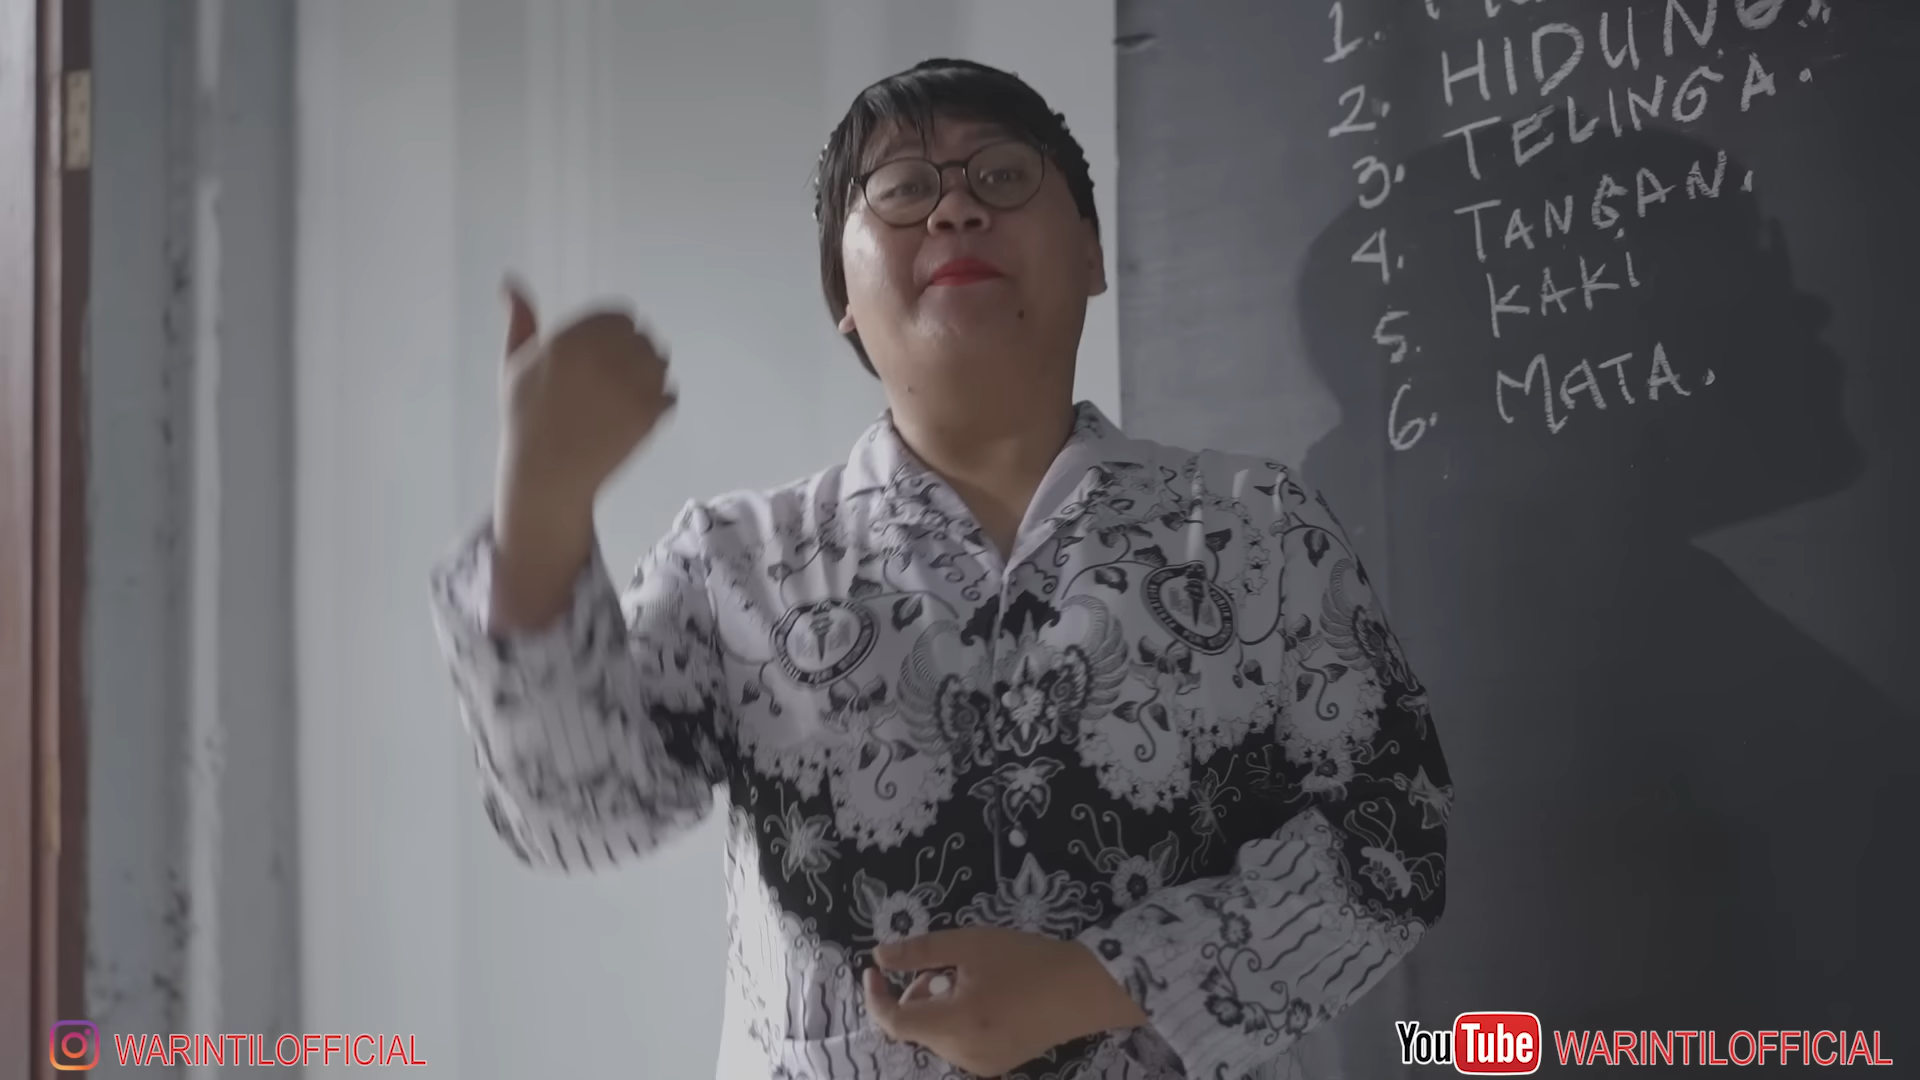 1.
2. HIDUNG.
3. TELINGA.
4. TANGAN.
5. KAKI
6. MATA.
WARINTILOFFICIAL
YouTube WARINTILOFFICIAL